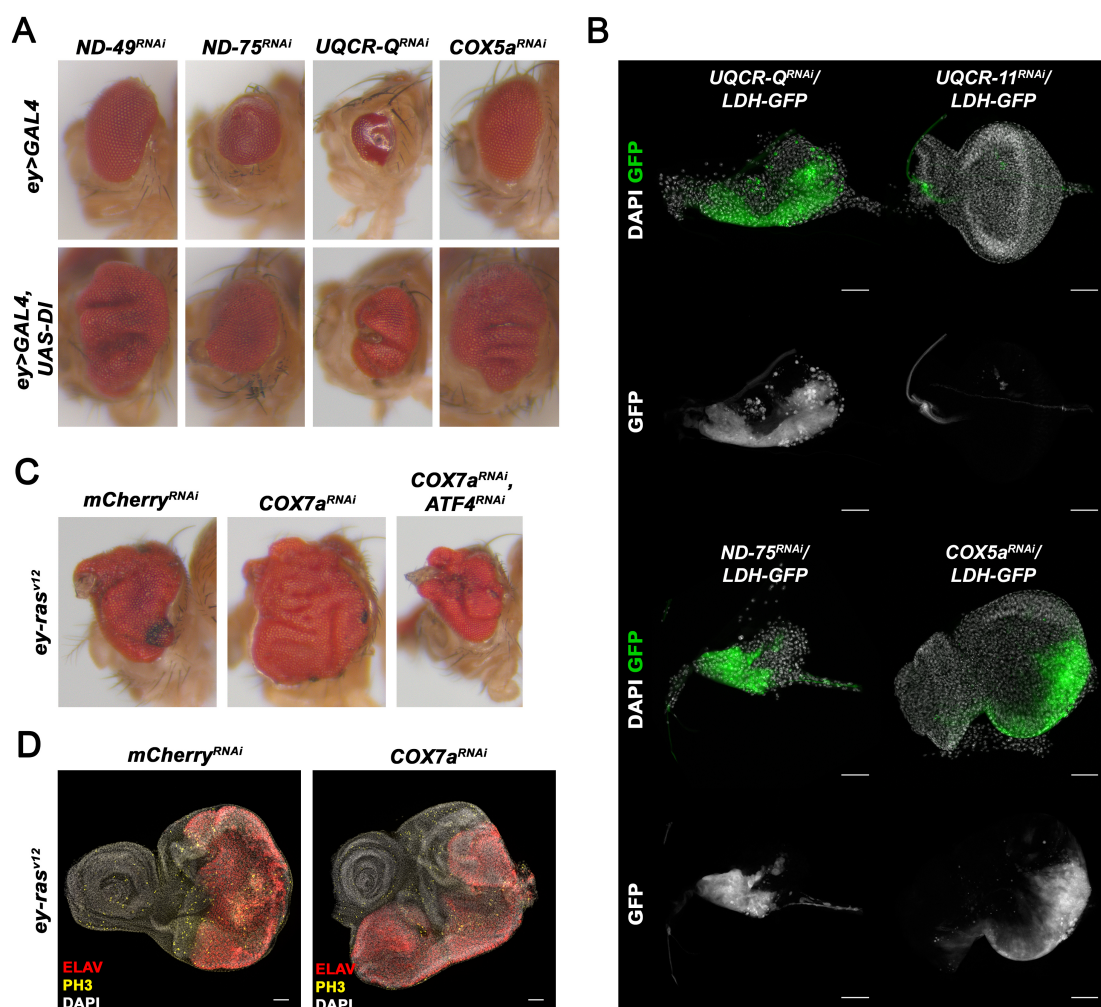 A
ND-49RNAi
ND-75RNAi
UQCR-QRNAi
COX5aRNAi
ey>GAL4
ey>GAL4,
UAS-Dl
B
UQCR-QRNAi/
LDH-GFP
UQCR-11RNAi/
LDH-GFP
DAPI GFP
GFP
ND-75RNAi/
LDH-GFP
COX5aRNAi/
LDH-GFP
DAPI GFP
GFP
C
mCherryRNAi
COX7aRNAi
COX7aRNAi,
ATF4RNAi
ey-rasv12
D
mCherryRNAi
COX7aRNAi
ey-rasv12
ELAV
PH3
DAPI
ELAV
PH3
DAPI